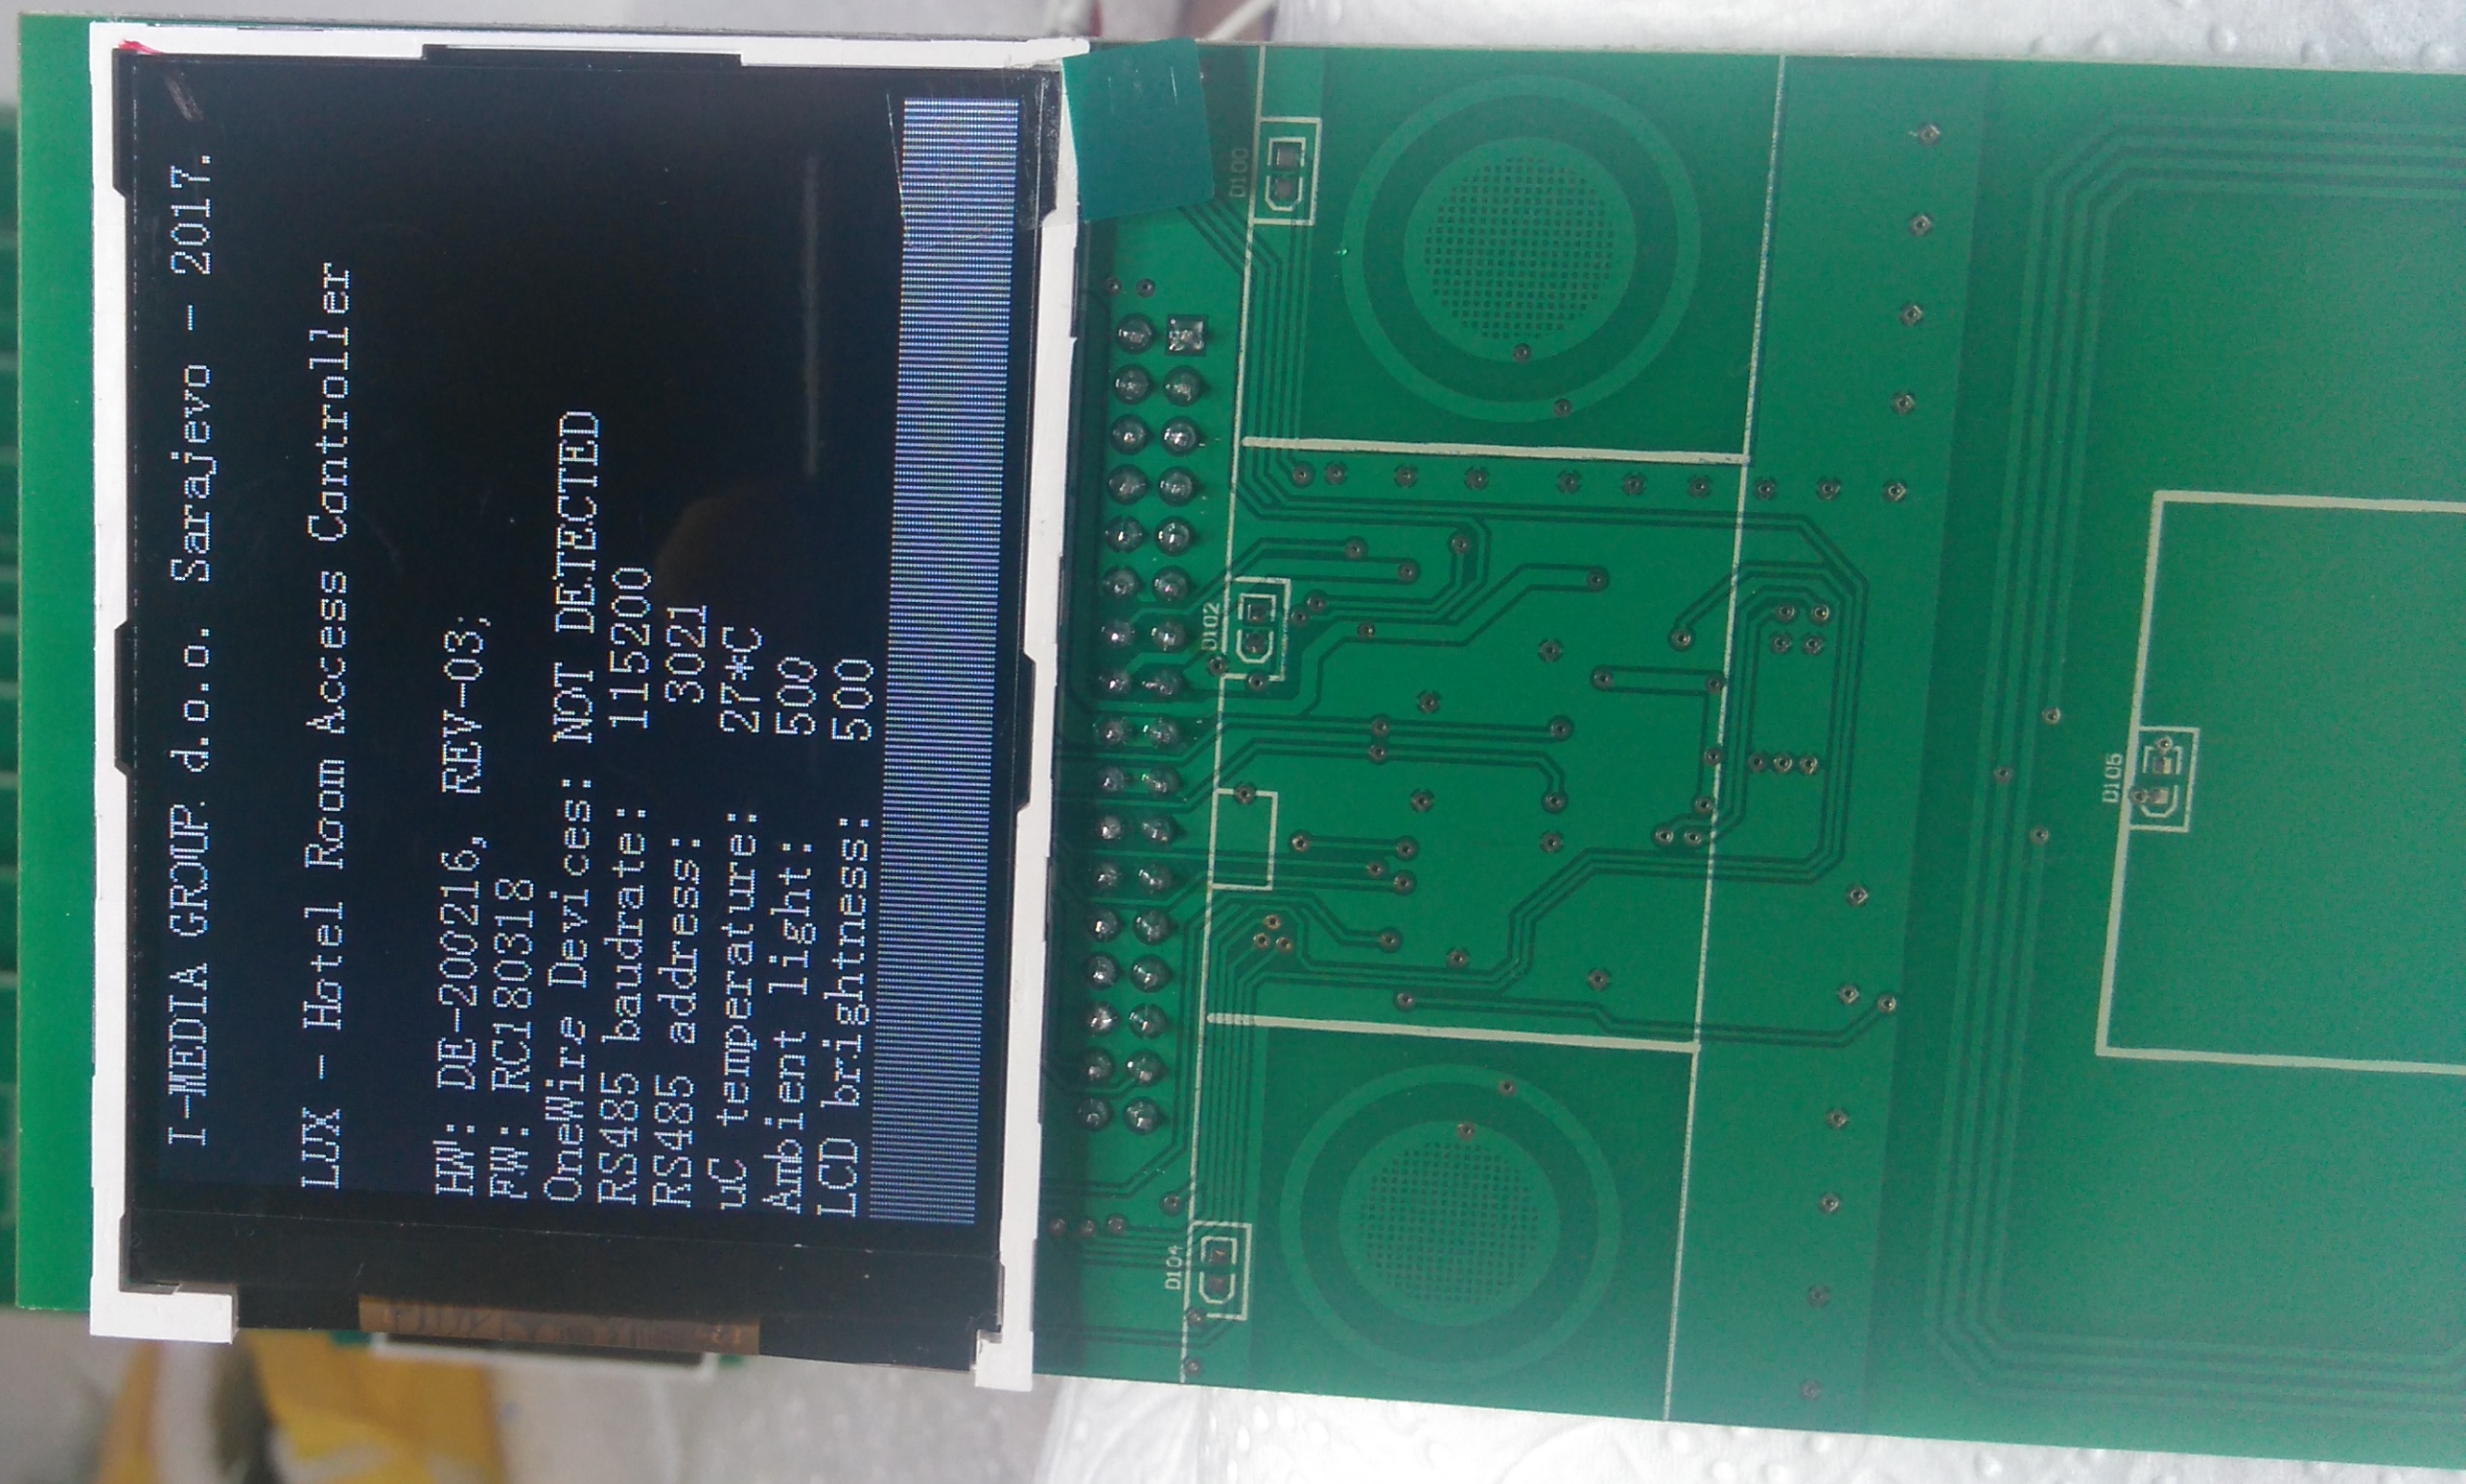 I-MEDIA GROUP d.o.o. Sarajevo - 2017.
LUX - Hotel Room Access Controller
HW: DE-200216, REV-03;
FW: RC180318
OneWire Devices: NOT DETECTED
RS485 baudrate: 115200
RS485 address: 3021
uC temperature: 27*C
Ambient light: 500
LCD brightness: 500
D104
D102
D100
D105